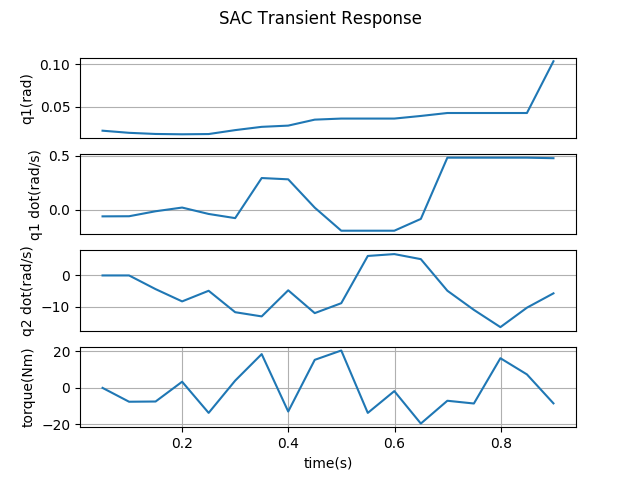 SAC Transient Response
q1(rad)
0.10
0.05
q1 dot(rad/s)
0.5
0.0
q2 dot(rad/s)
0
−10
torque(Nm)
20
0
−20
0.2 0.4 0.6 0.8
time(s)